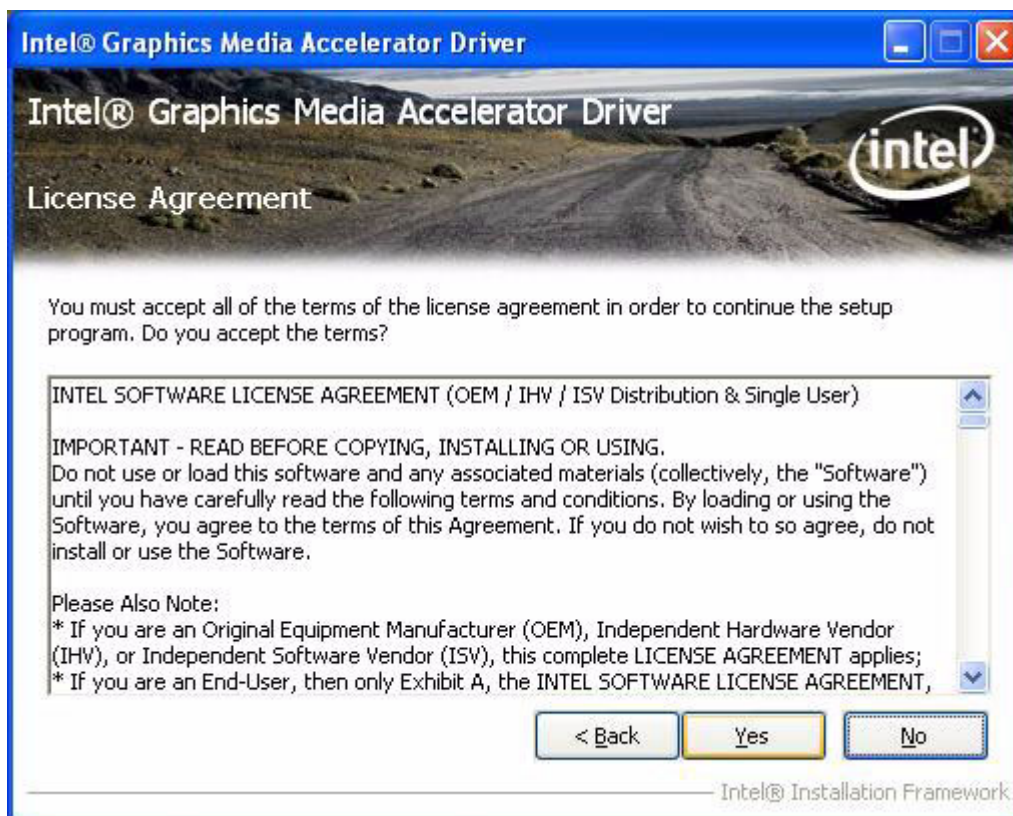 Intel® Graphics Media Accelerator Driver
Intel® Graphics Media Accelerator Driver
intel
License Agreement
You must accept all of the terms of the license agreement in order to continue the setup
program. Do you accept the terms?
INTEL SOFTWARE LICENSE AGREEMENT (OEM / IHV / ISV Distribution & Single User)
IMPORTANT - READ BEFORE COPYING, INSTALLING OR USING.
Do not use or load this software and any associated materials (collectively, the "Software")
until you have carefully read the following terms and conditions. By loading or using the
Software, you agree to the terms of this Agreement. If you do not wish to so agree, do not
install or use the Software.
Please Also Note:
* If you are an Original Equipment Manufacturer (OEM), Independent Hardware Vendor
(IHV), or Independent Software Vendor (ISV), this complete LICENSE AGREEMENT applies;
* If you are an End-User, then only Exhibit A, the INTEL SOFTWARE LICENSE AGREEMENT,
< Back
Yes
No
Intel® Installation Framework